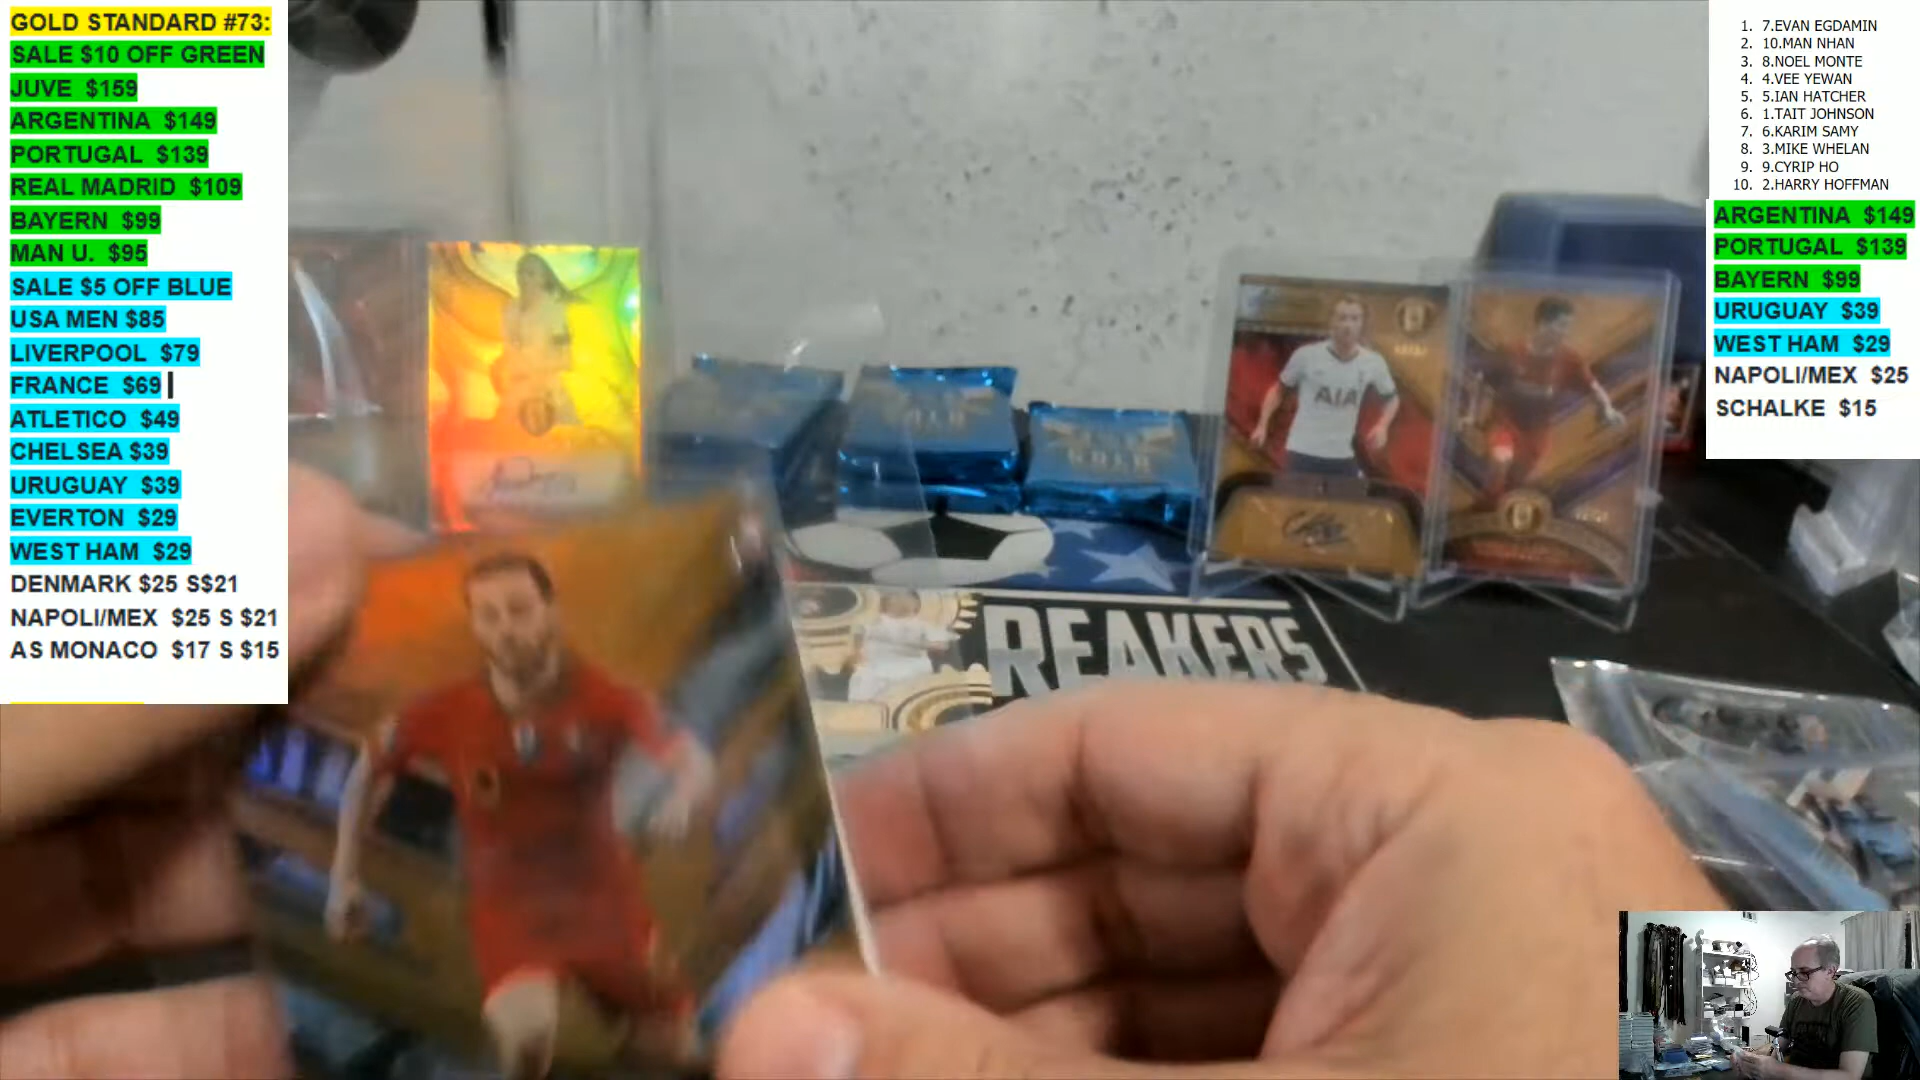 GOLD STANDARD #73:
SALE $10 OFF GREEN
JUVE $159
ARGENTINA $149
PORTUGAL $139
REAL MADRID $109
BAYERN $99
MAN U. $95
SALE $5 OFF BLUE
USA MEN $85
LIVERPOOL $79
FRANCE $69
ATLETICO $49
CHELSEA $39
URUGUAY $39
EVERTON $29
WEST HAM $29
DENMARK $25 S$21
NAPOLI/MEX $25 S $21
AS MONACO $17 S $15
1. 7.EVAN EGDAMIN
2. 10.MAN NHAN
3. 8.NOEL MONTE
4. 4.VEE YEWAN
5. 5.IAN HATCHER
6. 1.TAIT JOHNSON
7. 6.KARIM SAMY
8. 3.MIKE WHELAN
9. 9.CYRIP HO
10. 2.HARRY HOFFMAN
ARGENTINA $149
PORTUGAL $139
BAYERN $99
URUGUAY $39
WEST HAM $29
NAPOLI/MEX $25
SCHALKE $15
AIA
GOLD
REAKERS